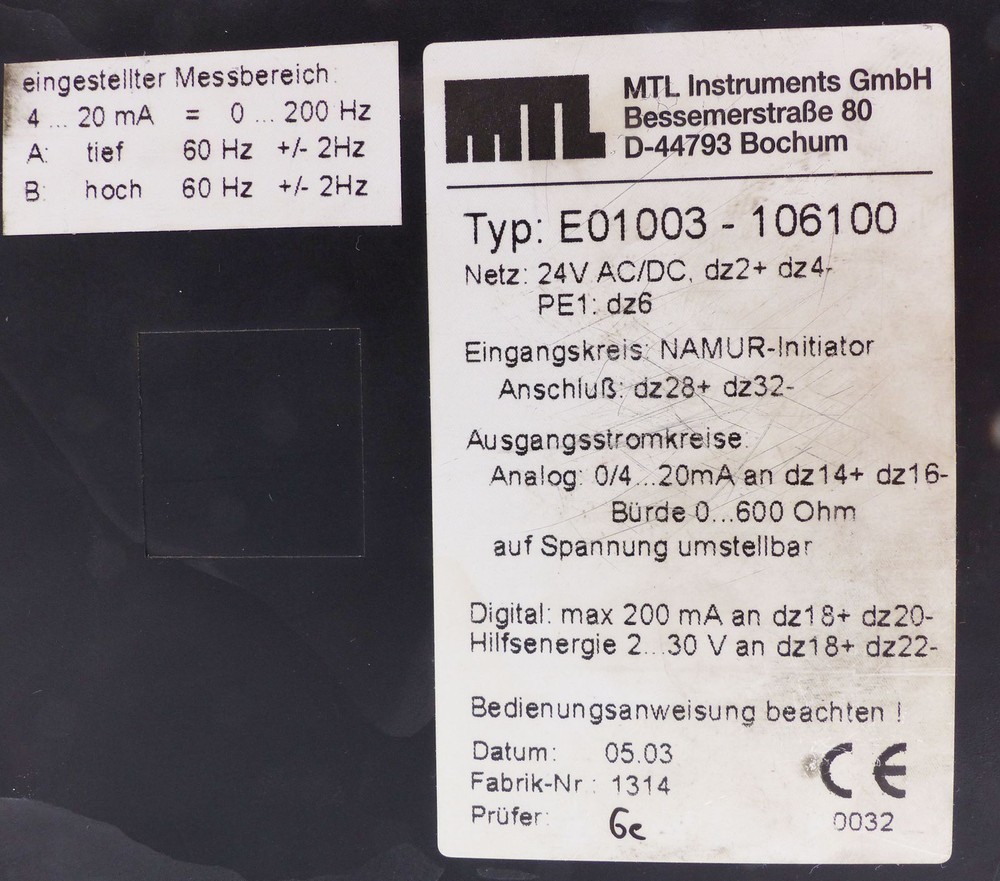 eingestellter Messbereich:
4 ... 20 mA = 0 ... 200 Hz
A: tief 60 Hz +/- 2Hz
B: hoch 60 Hz +/- 2Hz
mTL
MTL Instruments GmbH
Bessemerstraße 80
D-44793 Bochum
Typ: E01003 - 106100
Netz: 24V AC/DC, dz2+ dz4-
PE1: dz6
Eingangskreis: NAMUR-Initiator
Anschluß: dz28+ dz32-
Ausgangsstromkreise:
Analog: 0/4...20mA an dz14+ dz16-
Bürde 0...600 Ohm
auf Spannung umstellbar
Digital: max 200 mA an dz18+ dz20-
Hilfsenergie 2...30 V an dz18+ dz22-
Bedienungsanweisung beachten !
Datum: 05.03
Fabrik-Nr : 1314
Prüfer: Ge
CE
0032